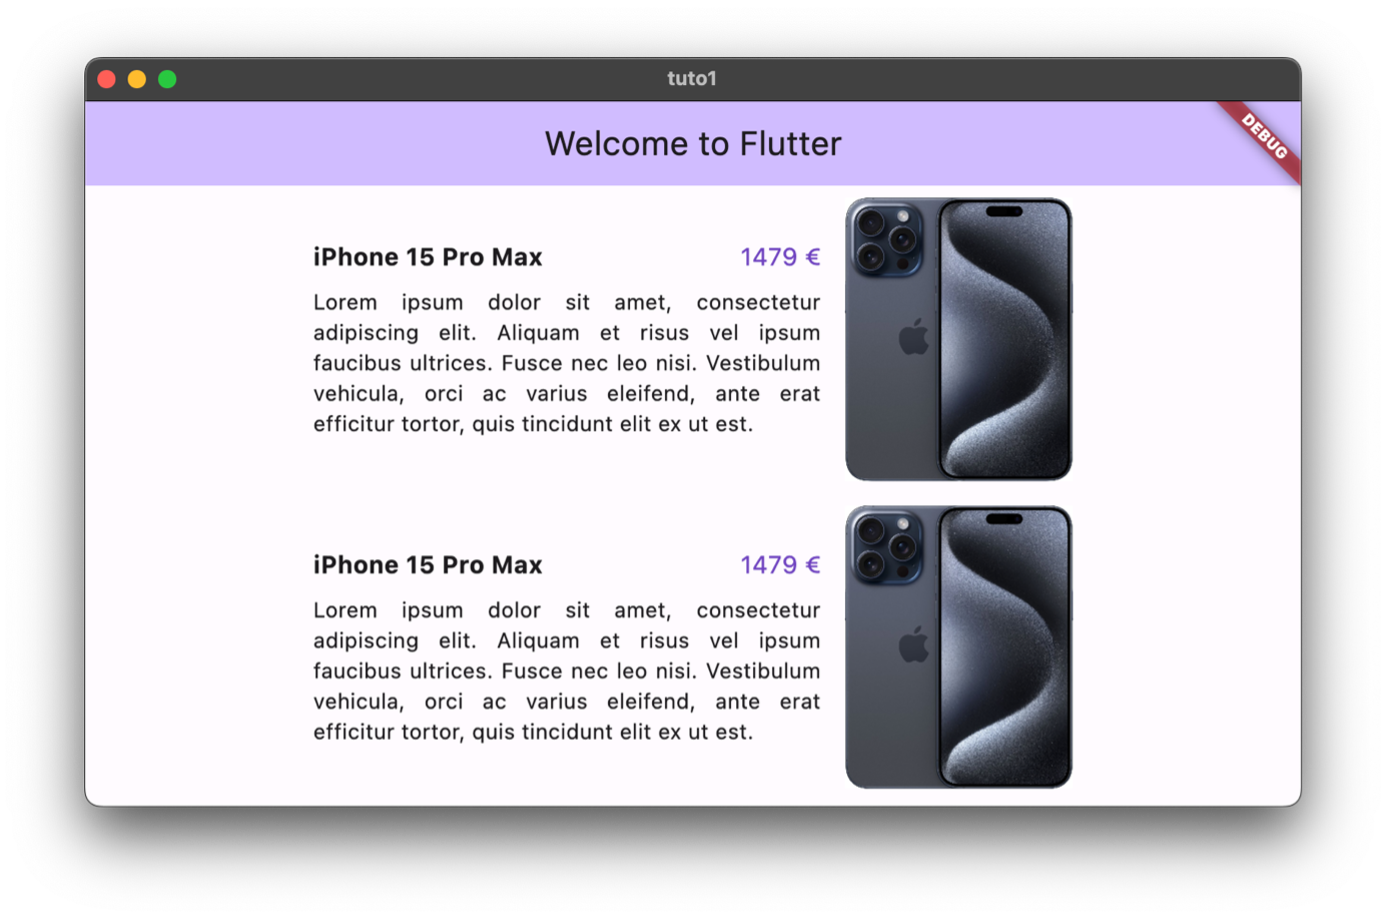 tuto1
Welcome to Flutter
DEBUG
iPhone 15 Pro Max 1479 €
Lorem ipsum dolor sit amet, consectetur
adipiscing elit. Aliquam et risus vel ipsum
faucibus ultrices. Fusce nec leo nisi. Vestibulum
vehicula, orci ac varius eleifend, ante erat
efficitur tortor, quis tincidunt elit ex ut est.
iPhone 15 Pro Max 1479 €
Lorem ipsum dolor sit amet, consectetur
adipiscing elit. Aliquam et risus vel ipsum
faucibus ultrices. Fusce nec leo nisi. Vestibulum
vehicula, orci ac varius eleifend, ante erat
efficitur tortor, quis tincidunt elit ex ut est.